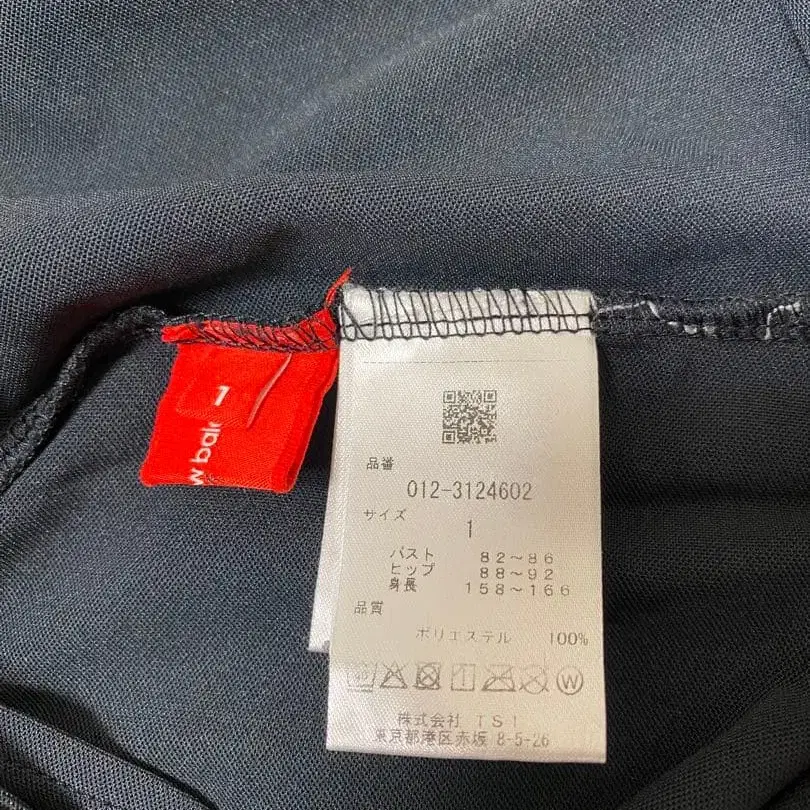 1
w bal
品番
012-3124602
サイズ
1
バスト 82～86
ヒップ 88～92
身長 158～166
品質
ポリエステル 100%
W
株式会社 TSI
東京都港区赤坂 8-5-26